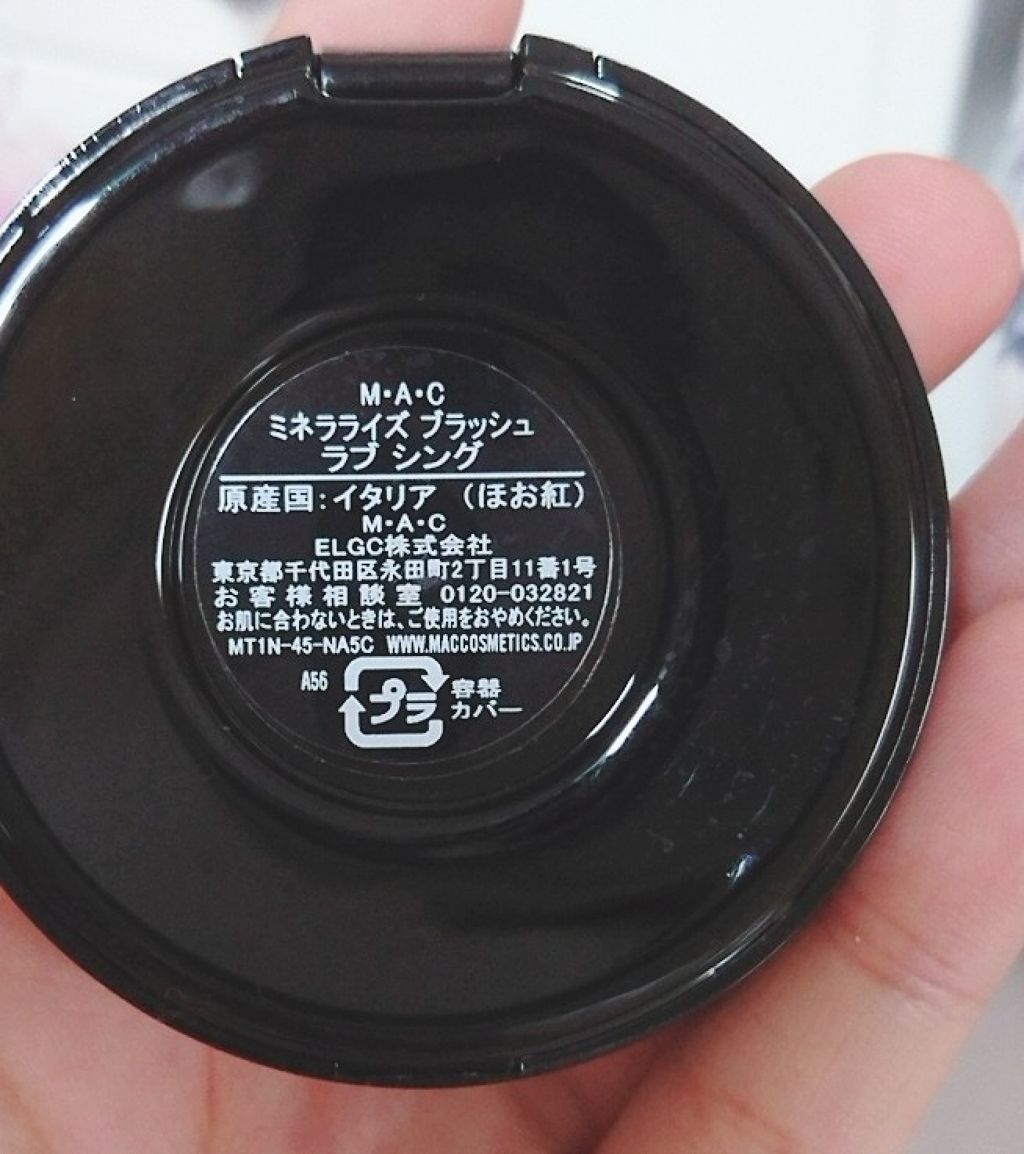 M・A・C
ミネラライズ ブラッシュ
ラブ シング
原産国：イタリア （ほお紅）
M・A・C
ELGC株式会社
東京都千代田区永田町2丁目11番1号
お客様相談室 0120-032821
お肌に合わないときは、ご使用をおやめください。
MT1N-45-NA5C WWW.MACCOSMETICS.CO.JP
A56
プラ
容器
カバー